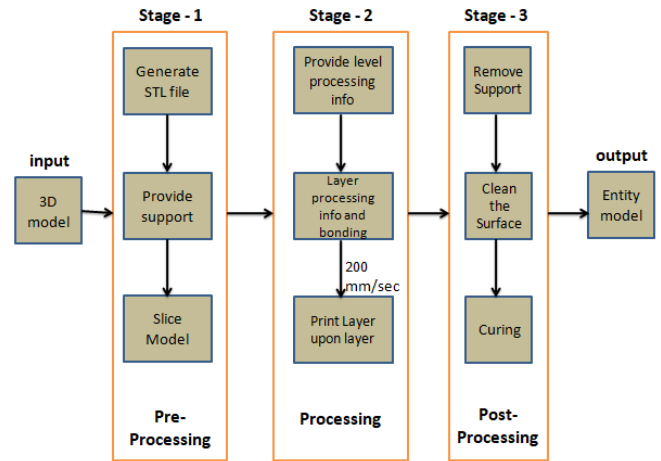 Stage - 1
Stage - 2
Stage - 3
Generate
STL file
Provide level
processing
info
Remove
Support
input
3D
model
Provide
support
Layer
processing
info and
bonding
Clean
the
Surface
output
Entity
model
200
mm/sec
Slice
Model
Print Layer
upon layer
Curing
Pre-
Processing
Processing
Post-
Processing